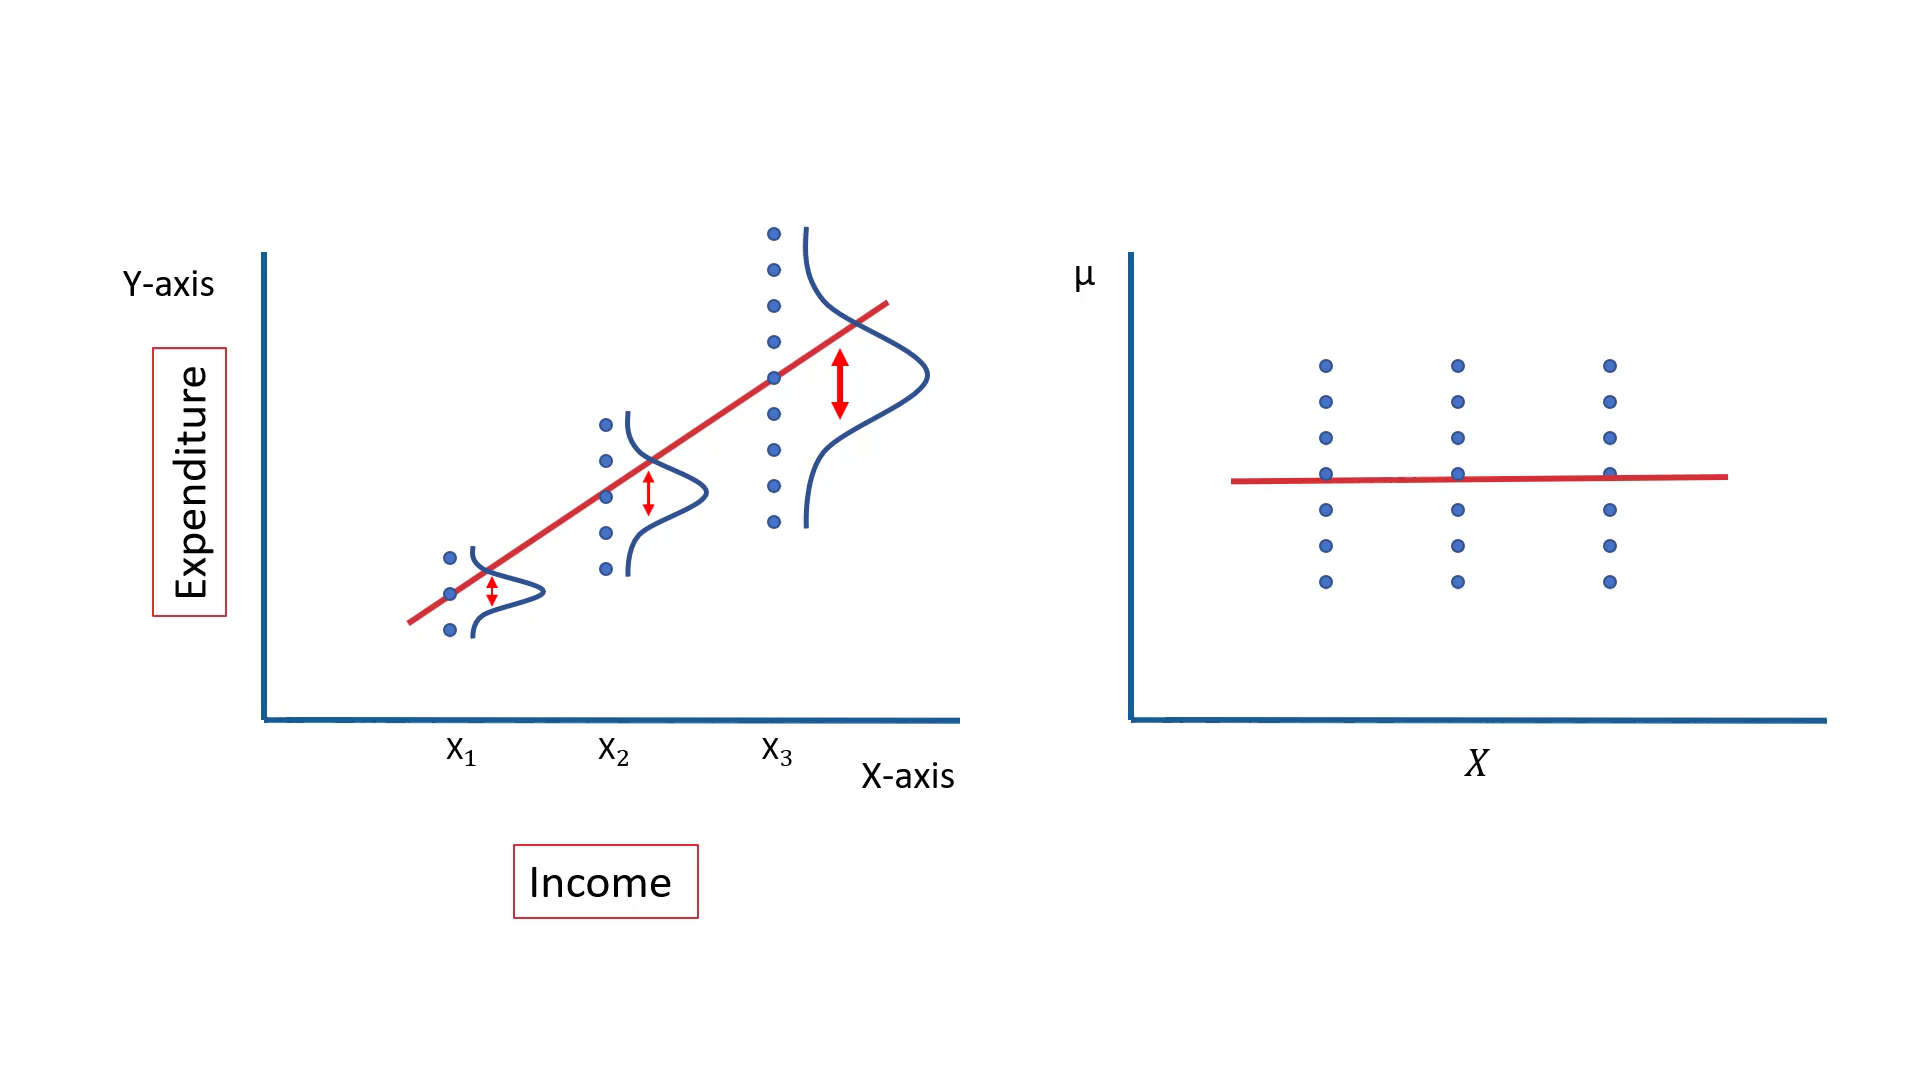 Y-axis
Expenditure
X₁ X₂ X₃
X-axis
Income
μ
X